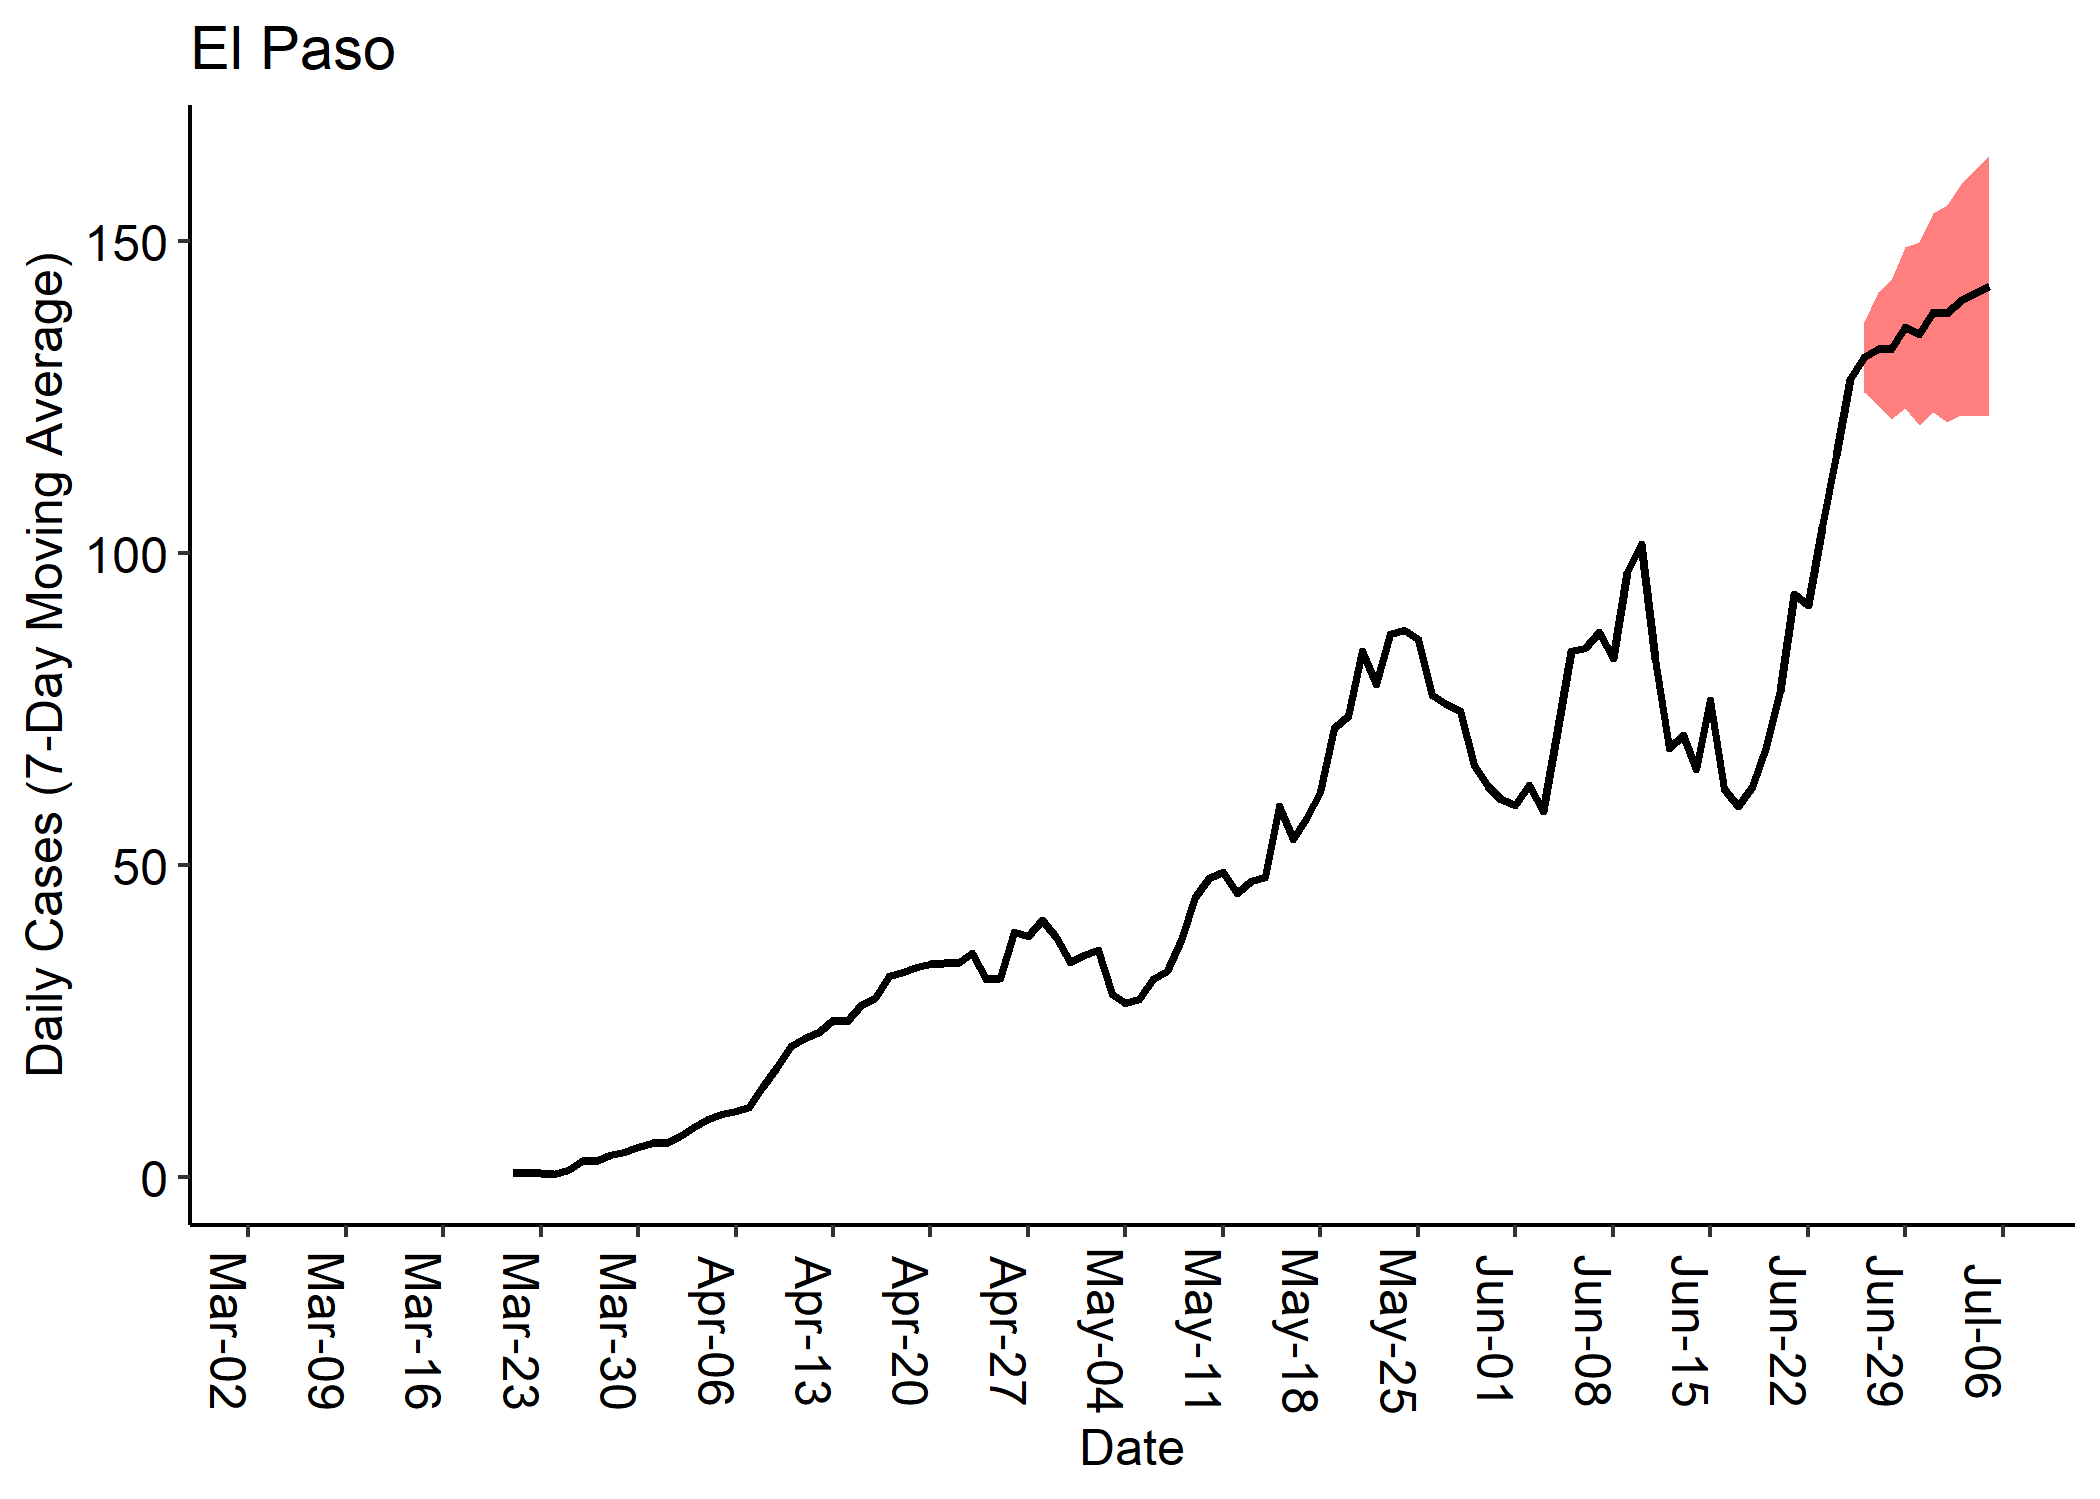 El Paso
Daily Cases (7-Day Moving Average)
150
100
50
0
Mar-02
Mar-09
Mar-16
Mar-23
Mar-30
Apr-06
Apr-13
Apr-20
Apr-27
May-04
May-11
May-18
May-25
Jun-01
Jun-08
Jun-15
Jun-22
Jun-29
Jul-06
Date